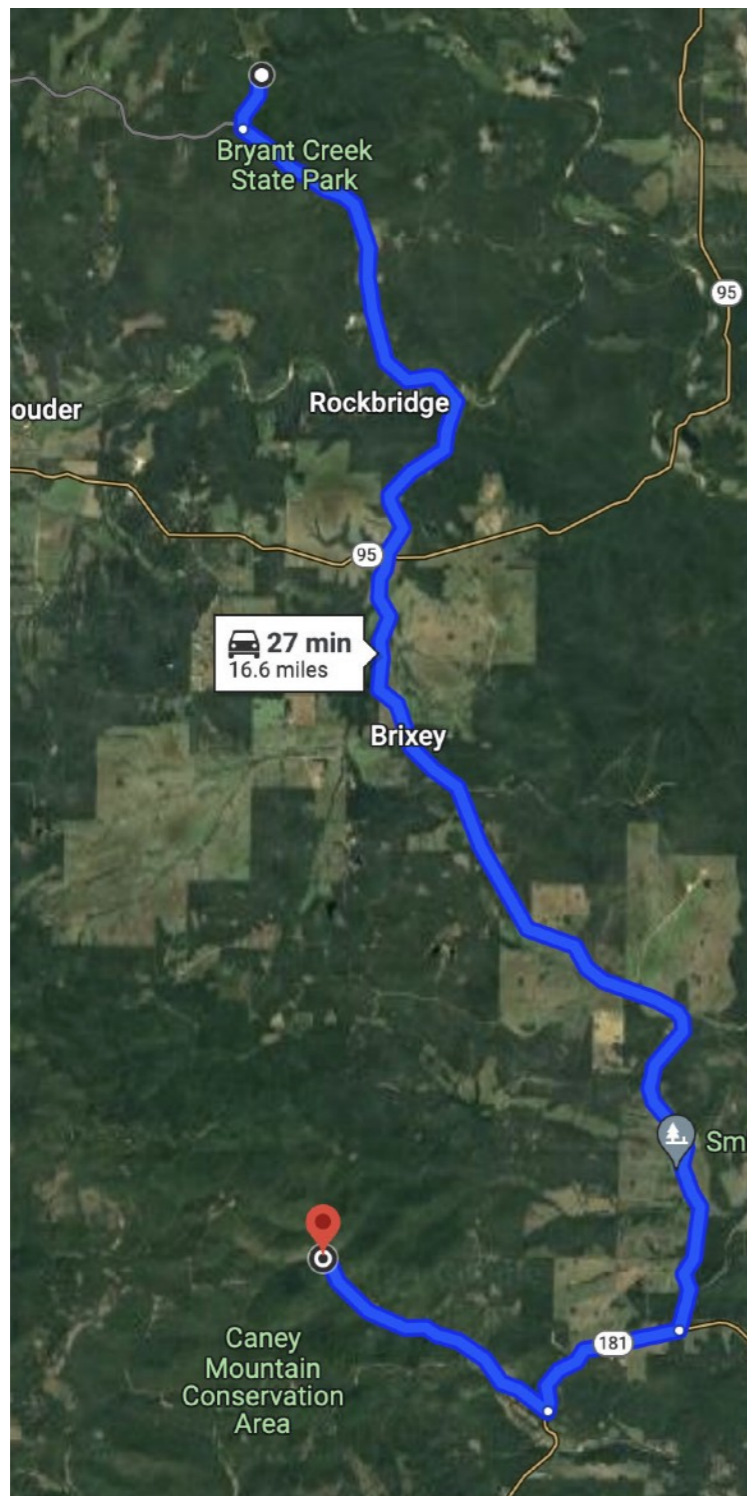 Bryant Creek
State Park
95
Rockbridge
ouder
95
27 min
16.6 miles
Brixey
Sm
181
Caney
Mountain
Conservation
Area